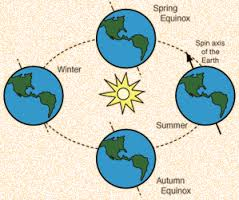 Spring
Equinox
Spin axis
of the
Earth
Winter
Summer
Autumn
Equinox